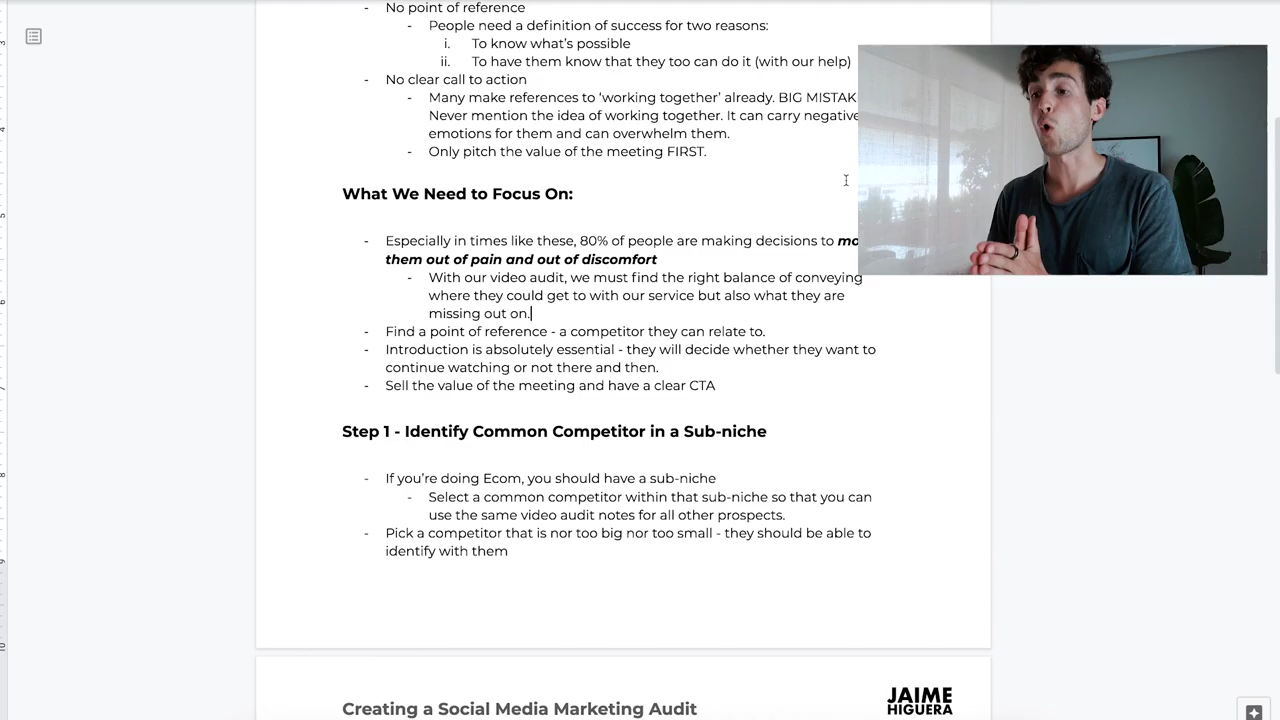 - No point of reference
- People need a definition of success for two reasons:
i. To know what's possible
ii. To have them know that they too can do it (with our help)
- No clear call to action
- Many make references to 'working together' already. BIG MISTAK
Never mention the idea of working together. It can carry negative
emotions for them and can overwhelm them.
- Only pitch the value of the meeting FIRST.
What We Need to Focus On:
- Especially in times like these, 80% of people are making decisions to
them out of pain and out of discomfort
- With our video audit, we must find the right balance of conveying
where they could get to with our service but also what they are
missing out on.
- Find a point of reference - a competitor they can relate to.
- Introduction is absolutely essential - they will decide whether they want to
continue watching or not there and then.
- Sell the value of the meeting and have a clear CTA
Step 1 - Identify Common Competitor in a Sub-niche
- If you're doing Ecom, you should have a sub-niche
- Select a common competitor within that sub-niche so that you can
use the same video audit notes for all other prospects.
- Pick a competitor that is nor too big nor too small - they should be able to
identify with them
Creating a Social Media Marketing Audit
JAIME
HIGUERA
3
4
5
6
7
8
9
10